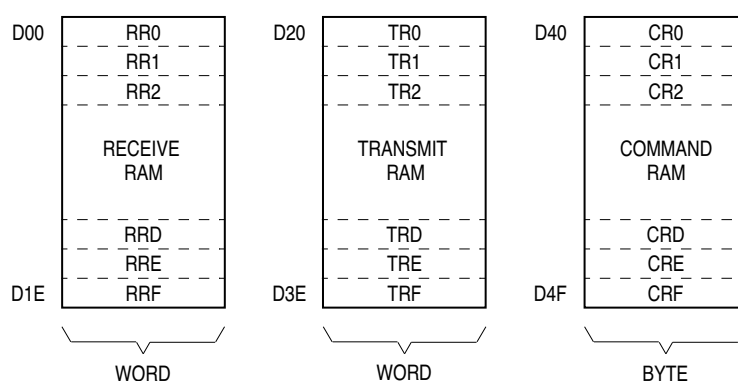 D00 RR0 D20 TR0 D40 CR0
RR1 TR1 CR1
RR2 TR2 CR2
RECEIVE TRANSMIT COMMAND
RAM RAM RAM
RRD TRD CRD
RRE TRE CRE
D1E RRF D3E TRF D4F CRF
WORD WORD BYTE